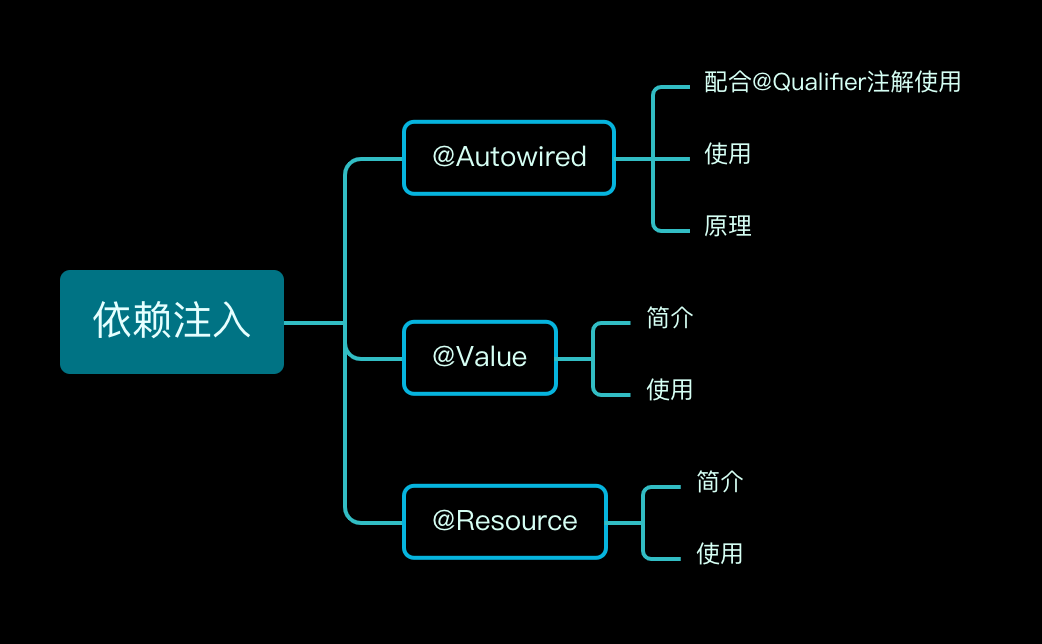 依赖注入
@Autowired
配合@Qualifier注解使用
使用
原理
@Value
简介
使用
@Resource
简介
使用